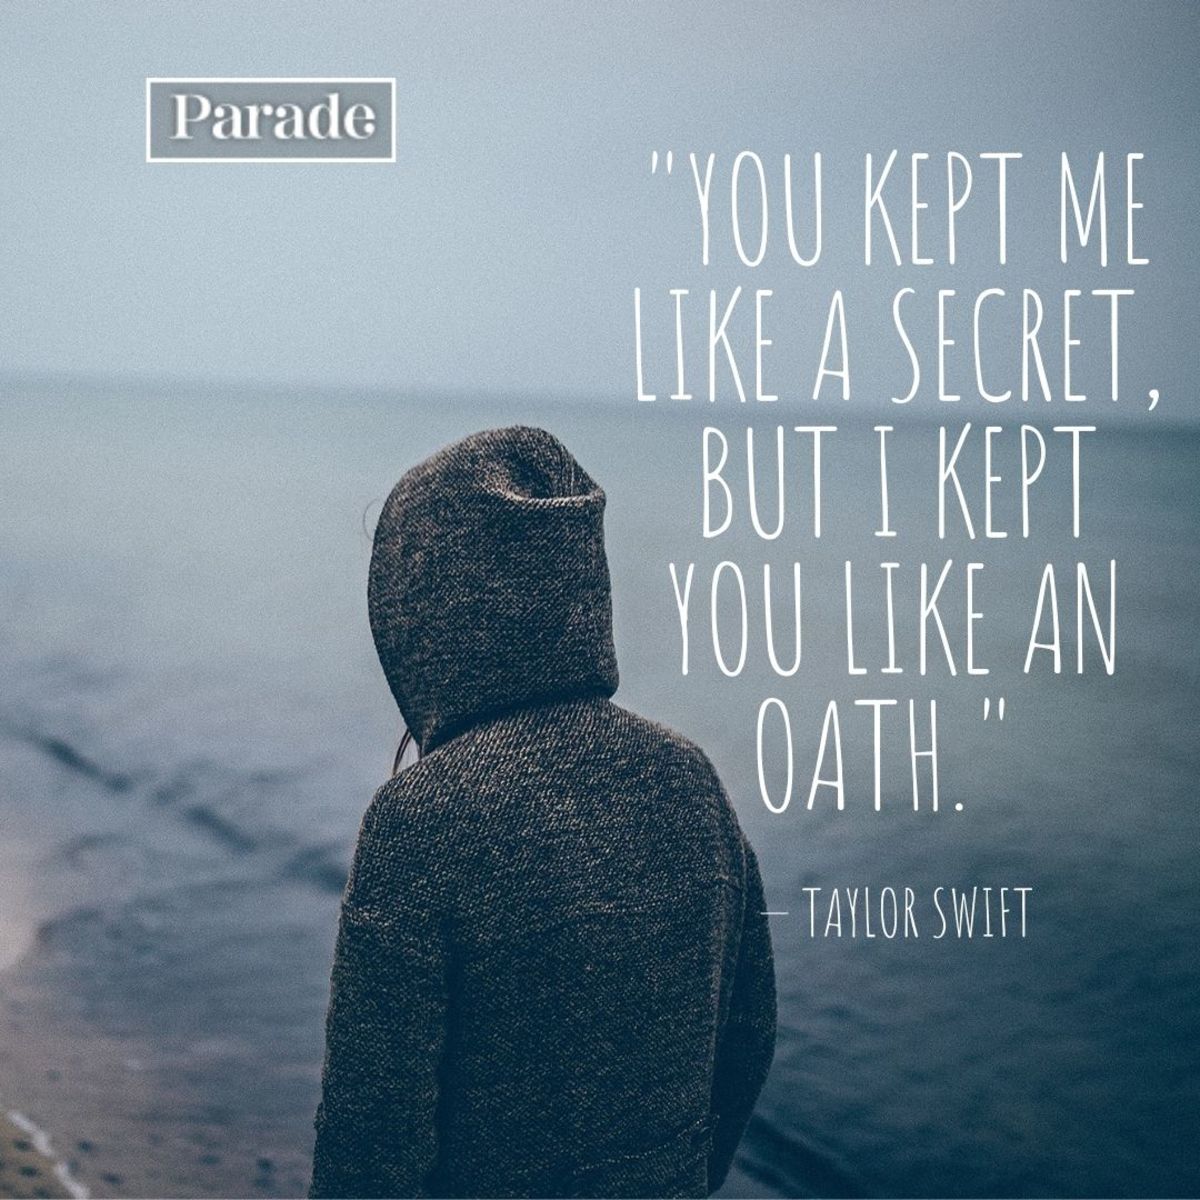 Parade
"YOU KEPT ME
LIKE A SECRET,
BUT I KEPT
YOU LIKE AN
OATH."
— TAYLOR SWIFT